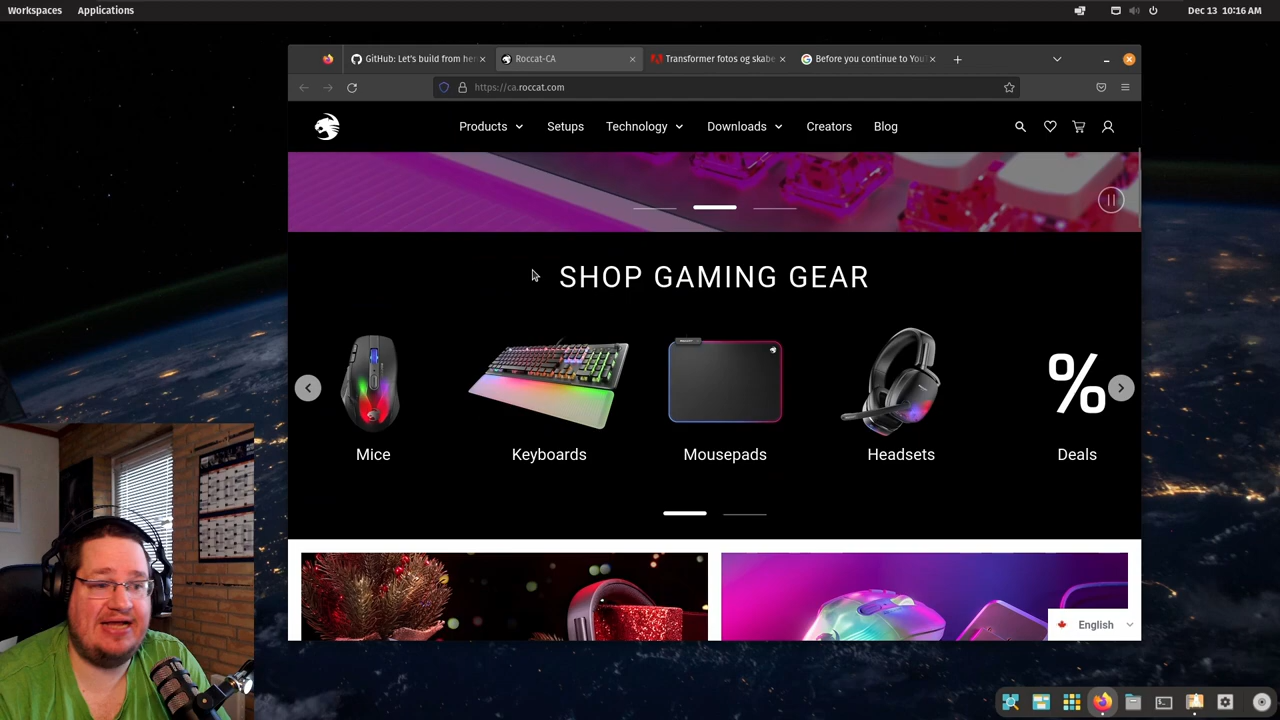 Workspaces Applications Dec 13 10:16 AM
GitHub: Let's build from her Roccat-CA Transformer fotos og skabe Before you continue to YouT
https://ca.roccat.com
Products Setups Technology Downloads Creators Blog
SHOP GAMING GEAR
%
Mice Keyboards Mousepads Headsets Deals
English